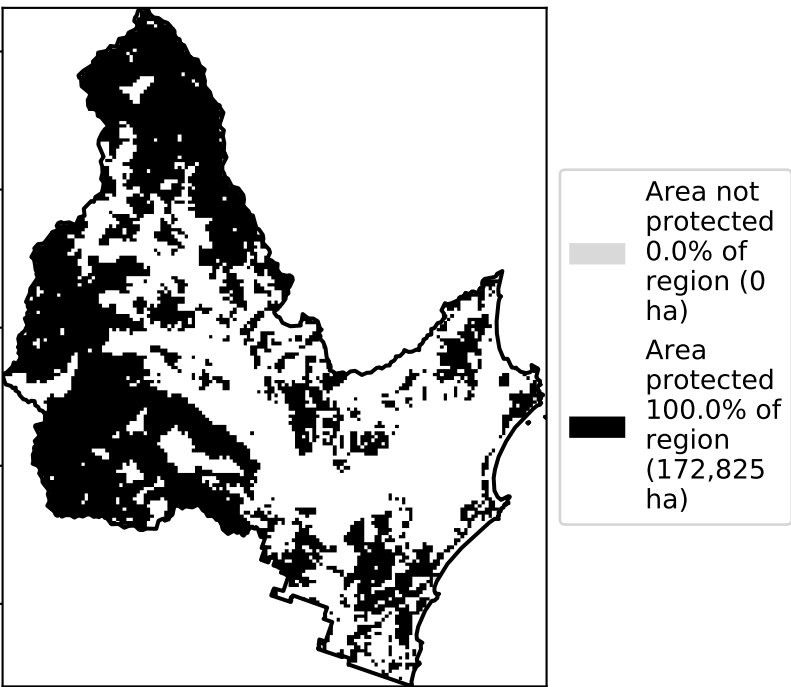 Area not
protected
0.0% of
region (0
ha)
Area
protected
100.0% of
region
(172,825
ha)